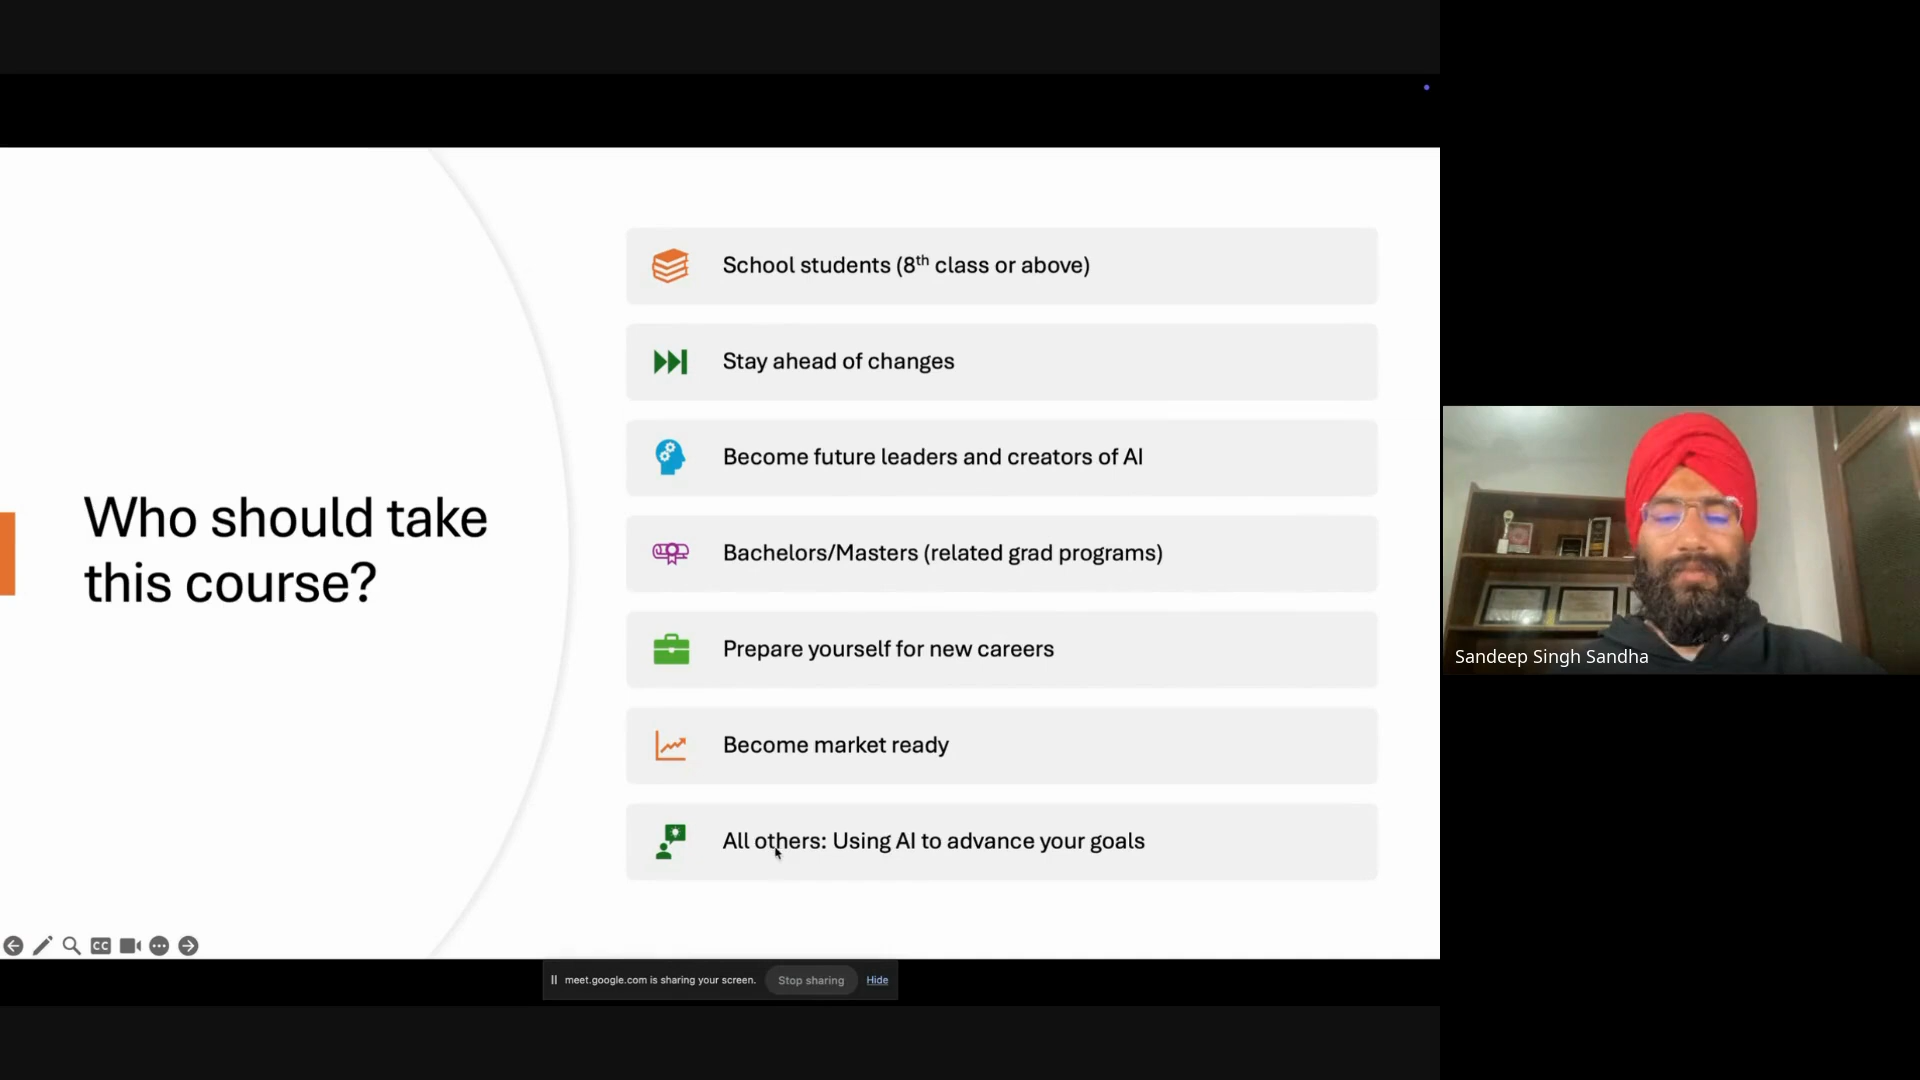 Who should take
this course?
School students (8th class or above)
Stay ahead of changes
Become future leaders and creators of AI
Bachelors/Masters (related grad programs)
Prepare yourself for new careers
Become market ready
All others: Using AI to advance your goals
CC
meet.google.com is sharing your screen.
Stop sharing
Hide
Sandeep Singh Sandha